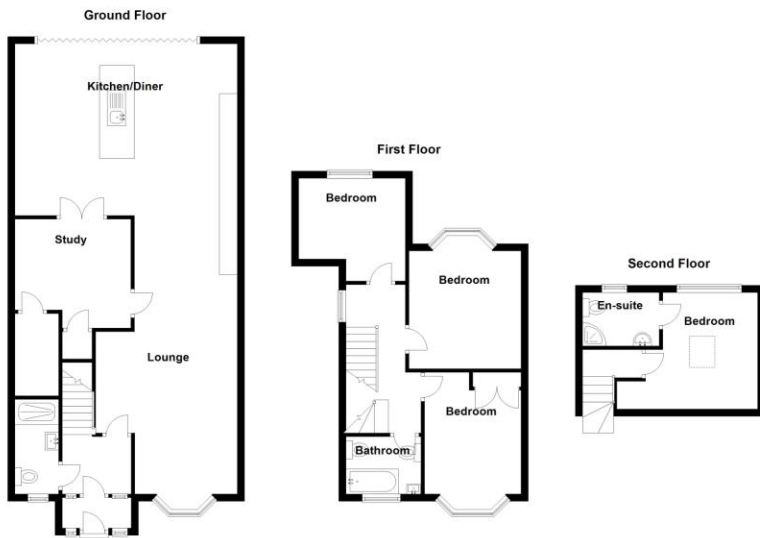 Ground Floor
Kitchen/Diner
Study
Lounge
First Floor
Bedroom
Bedroom
Bedroom
Bathroom
Second Floor
En-suite
Bedroom